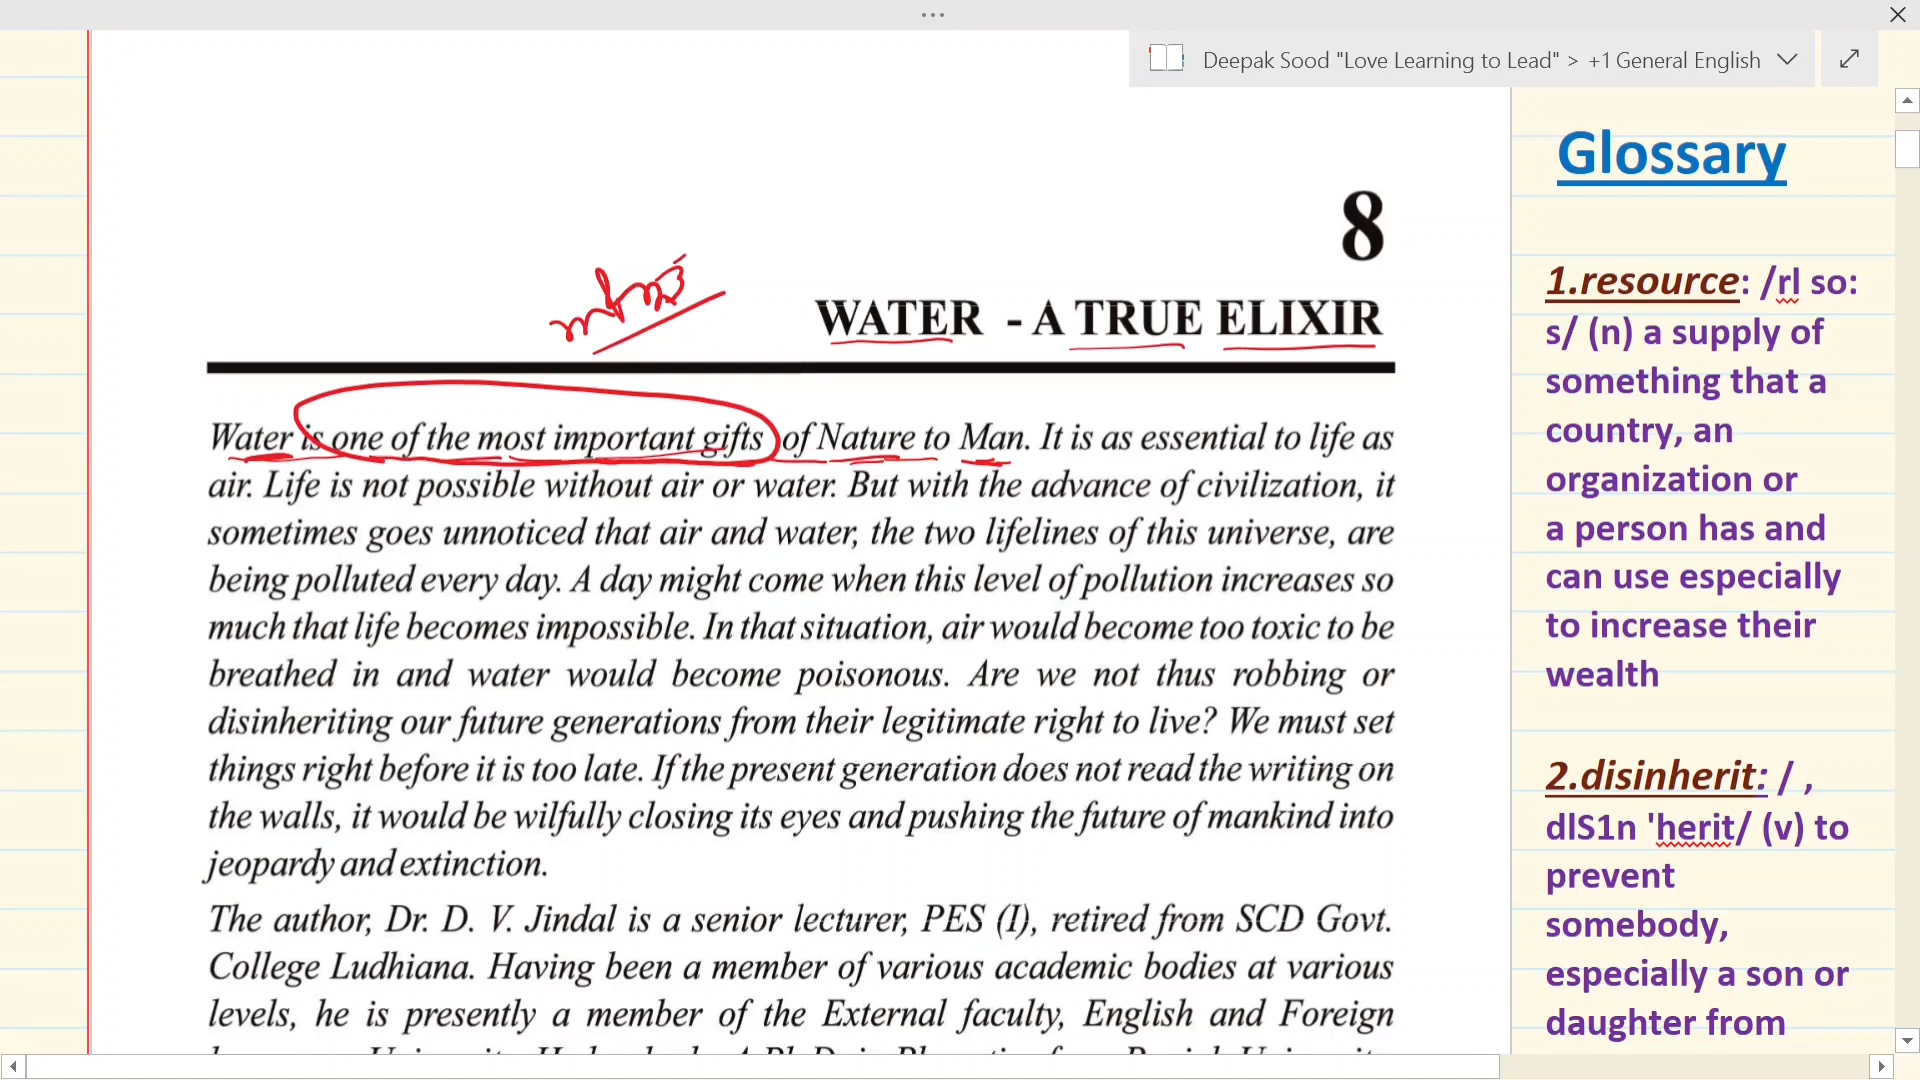 Deepak Sood "Love Learning to Lead" > +1 General English
8
WATER - A TRUE ELIXIR
Water is one of the most important gifts of Nature to Man. It is as essential to life as
air. Life is not possible without air or water. But with the advance of civilization, it
sometimes goes unnoticed that air and water, the two lifelines of this universe, are
being polluted every day. A day might come when this level of pollution increases so
much that life becomes impossible. In that situation, air would become too toxic to be
breathed in and water would become poisonous. Are we not thus robbing or
disinheriting our future generations from their legitimate right to live? We must set
things right before it is too late. If the present generation does not read the writing on
the walls, it would be wilfully closing its eyes and pushing the future of mankind into
jeopardy and extinction.
The author, Dr. D. V. Jindal is a senior lecturer, PES (I), retired from SCD Govt.
College Ludhiana. Having been a member of various academic bodies at various
levels, he is presently a member of the External faculty, English and Foreign
Glossary
1.resource: /rI so:
s/ (n) a supply of
something that a
country, an
organization or
a person has and
can use especially
to increase their
wealth
2.disinherit: / ,
dIS1n 'herit/ (v) to
prevent
somebody,
especially a son or
daughter from